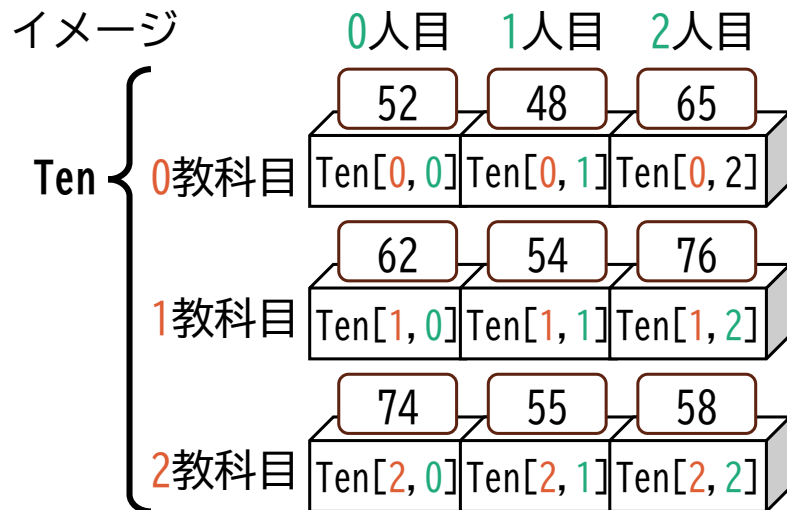 イメージ 0人目 1人目 2人目
52 48 65
Ten 0教科目 Ten[0,0] Ten[0,1] Ten[0,2]
62 54 76
1教科目 Ten[1,0] Ten[1,1] Ten[1,2]
74 55 58
2教科目 Ten[2,0] Ten[2,1] Ten[2,2]